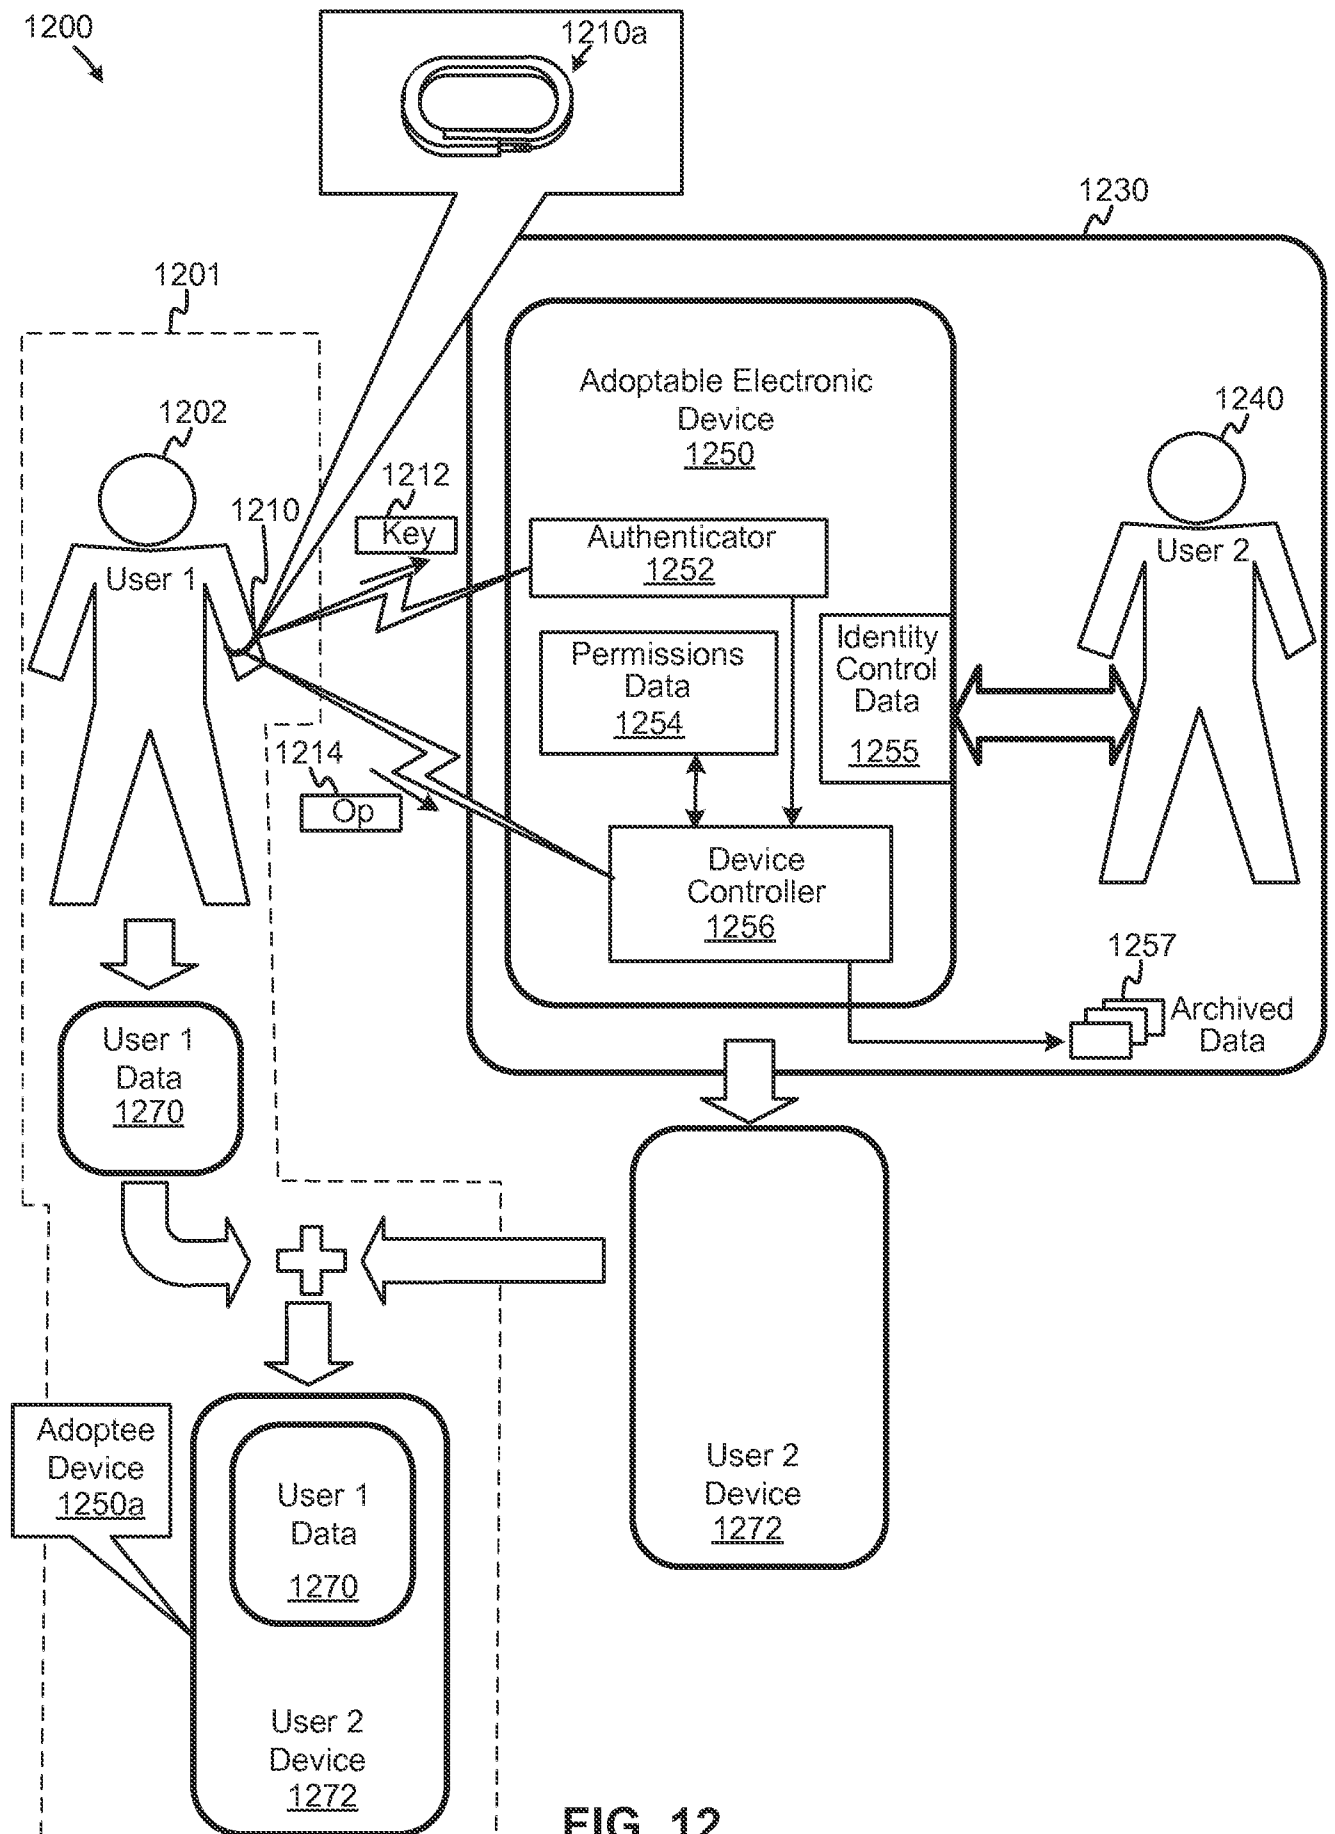 1200
1210a
1230
1201
1202
1240
Adoptable Electronic
Device
1250
1212
Key
1210
User 1
Authenticator
1252
User 2
Permissions
Data
1254
Identity
Control
Data
1255
1214
Op
Device
Controller
1256
1257
Archived
Data
User 1
Data
1270
Adoptee
Device
1250a
User 1
Data
1270
User 2
Device
1272
User 2
Device
1272
FIG. 12